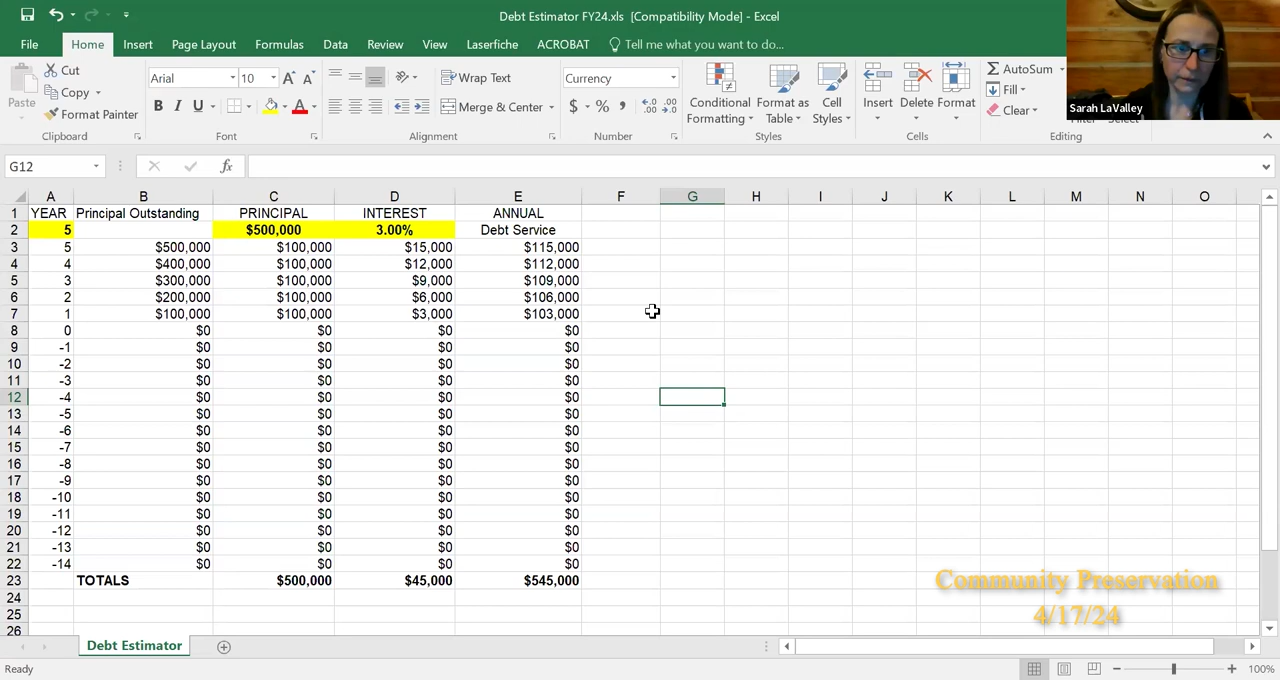 Debt Estimator FY24.xls [Compatibility Mode] - Excel
File Home Insert Page Layout Formulas Data Review View Laserfiche ACROBAT Tell me what you want to do...
Sarah LaValley
Paste Cut Copy Format Painter
Arial 10
B I U A
Wrap Text
Merge & Center
Currency
$ % ,
Conditional Formatting Format as Table Cell Styles
Insert Delete Format
AutoSum
Fill
Clear
Clipboard Font Alignment Number Styles Cells Editing
G12 fx
A B C D E F G H I J K L M N O
1 YEAR Principal Outstanding PRINCIPAL INTEREST ANNUAL
2 5 $500,000 3.00% Debt Service
3 5 $500,000 $100,000 $15,000 $115,000
4 4 $400,000 $100,000 $12,000 $112,000
5 3 $300,000 $100,000 $9,000 $109,000
6 2 $200,000 $100,000 $6,000 $106,000
7 1 $100,000 $100,000 $3,000 $103,000
8 0 $0 $0 $0 $0
9 -1 $0 $0 $0 $0
10 -2 $0 $0 $0 $0
11 -3 $0 $0 $0 $0
12 -4 $0 $0 $0 $0
13 -5 $0 $0 $0 $0
14 -6 $0 $0 $0 $0
15 -7 $0 $0 $0 $0
16 -8 $0 $0 $0 $0
17 -9 $0 $0 $0 $0
18 -10 $0 $0 $0 $0
19 -11 $0 $0 $0 $0
20 -12 $0 $0 $0 $0
21 -13 $0 $0 $0 $0
22 -14 $0 $0 $0 $0
23 TOTALS $500,000 $45,000 $545,000
24
25
26
Community Preservation
4/17/24
Debt Estimator
Ready 100%